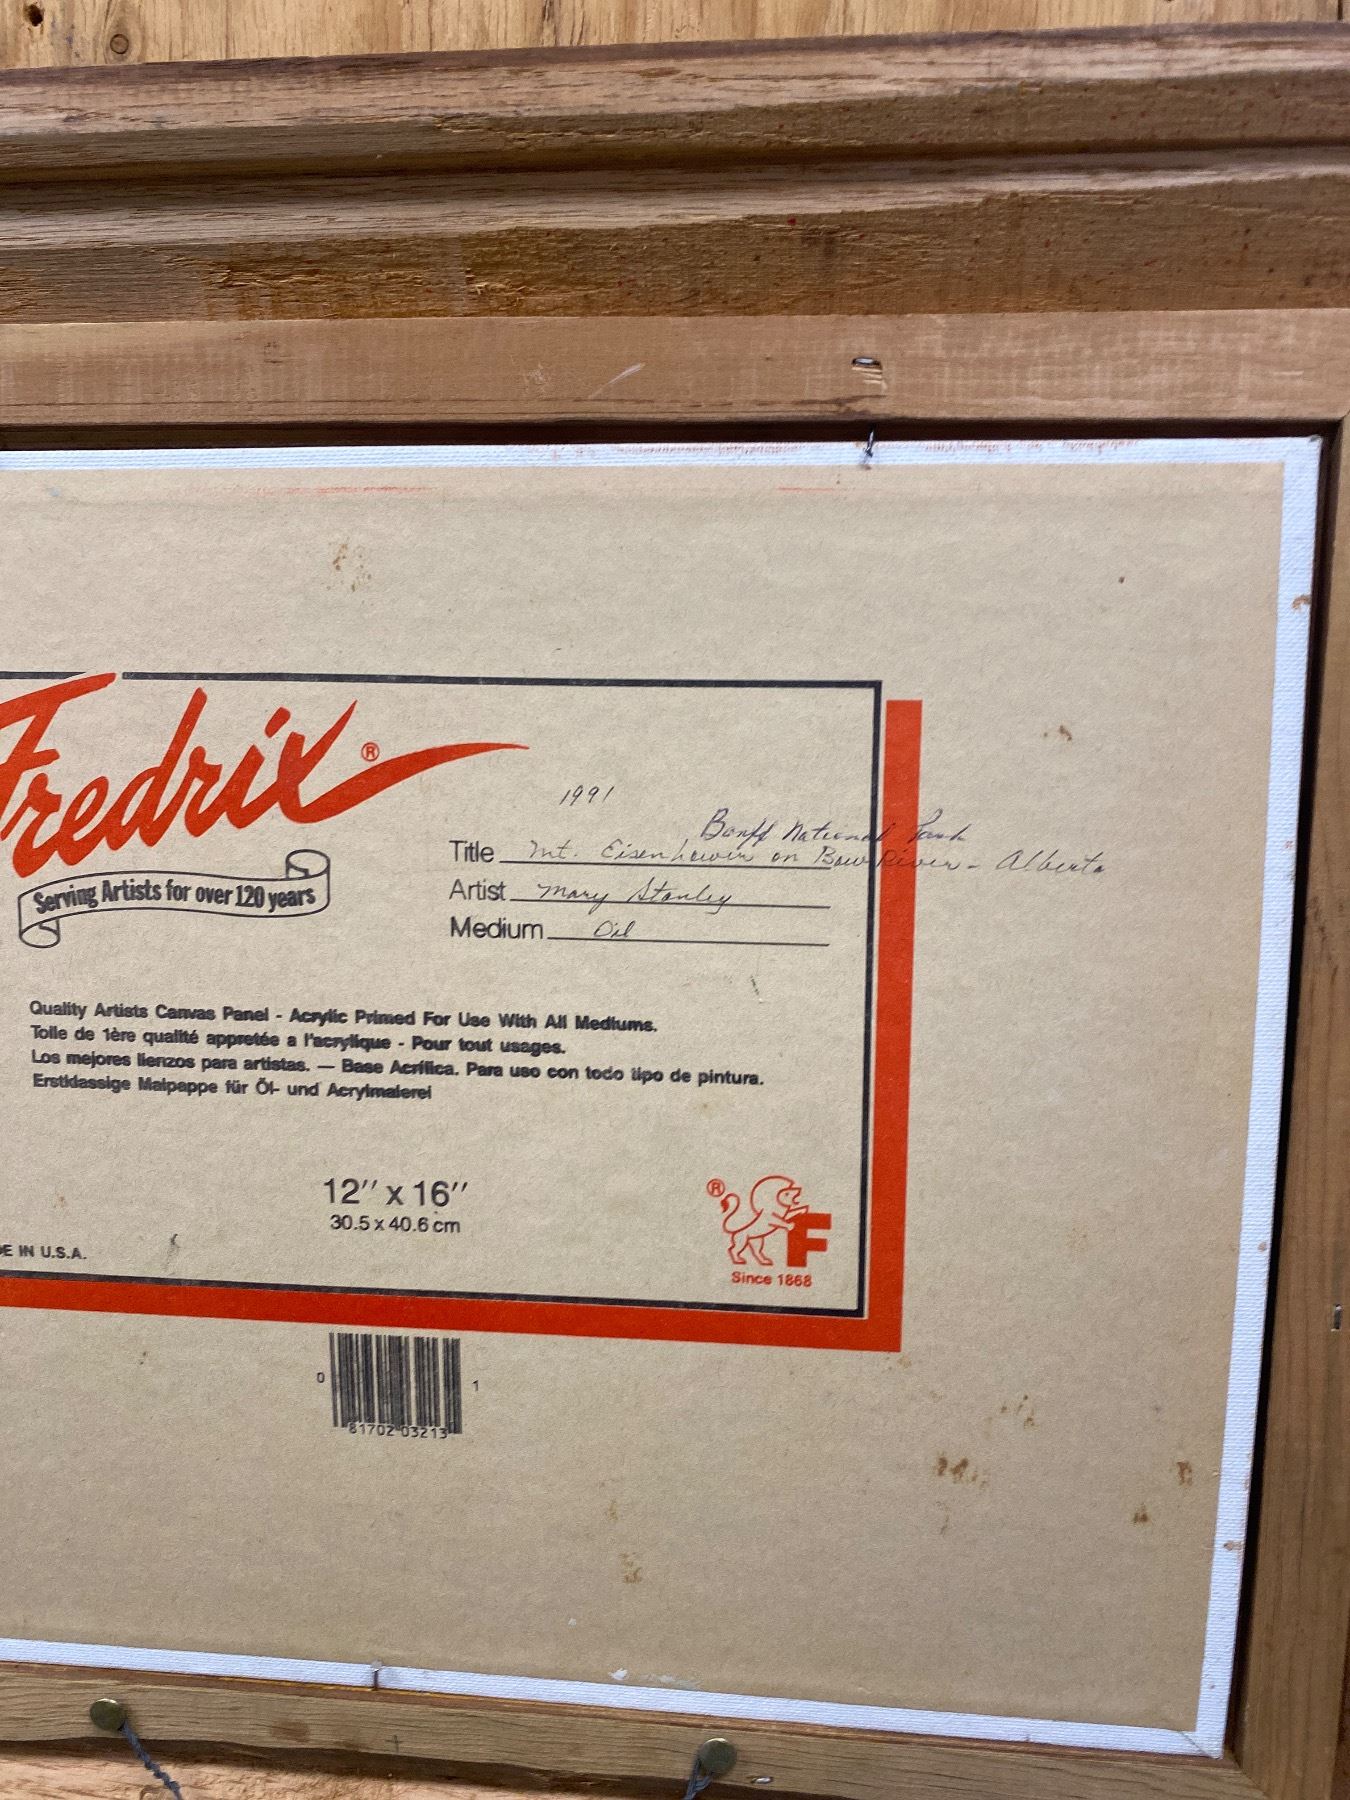 Fredrix®
Serving Artists for over 120 years
1991
Banff National Park
Title Mt. Eisenhower on Bow River - Alberta
Artist Mary Stanley
Medium Oil
Quality Artists Canvas Panel - Acrylic Primed For Use With All Mediums.
Toile de 1ère qualité appretée a l'acrylique - Pour tout usages.
Los mejores lienzos para artistas. — Base Acrílica. Para uso con todo tipo de pintura.
Erstklassige Malpappe für Öl- und Acrylmalerei
12" x 16"
30.5 x 40.6 cm
®
F
Since 1868
DE IN U.S.A.
0 81702 03213 1